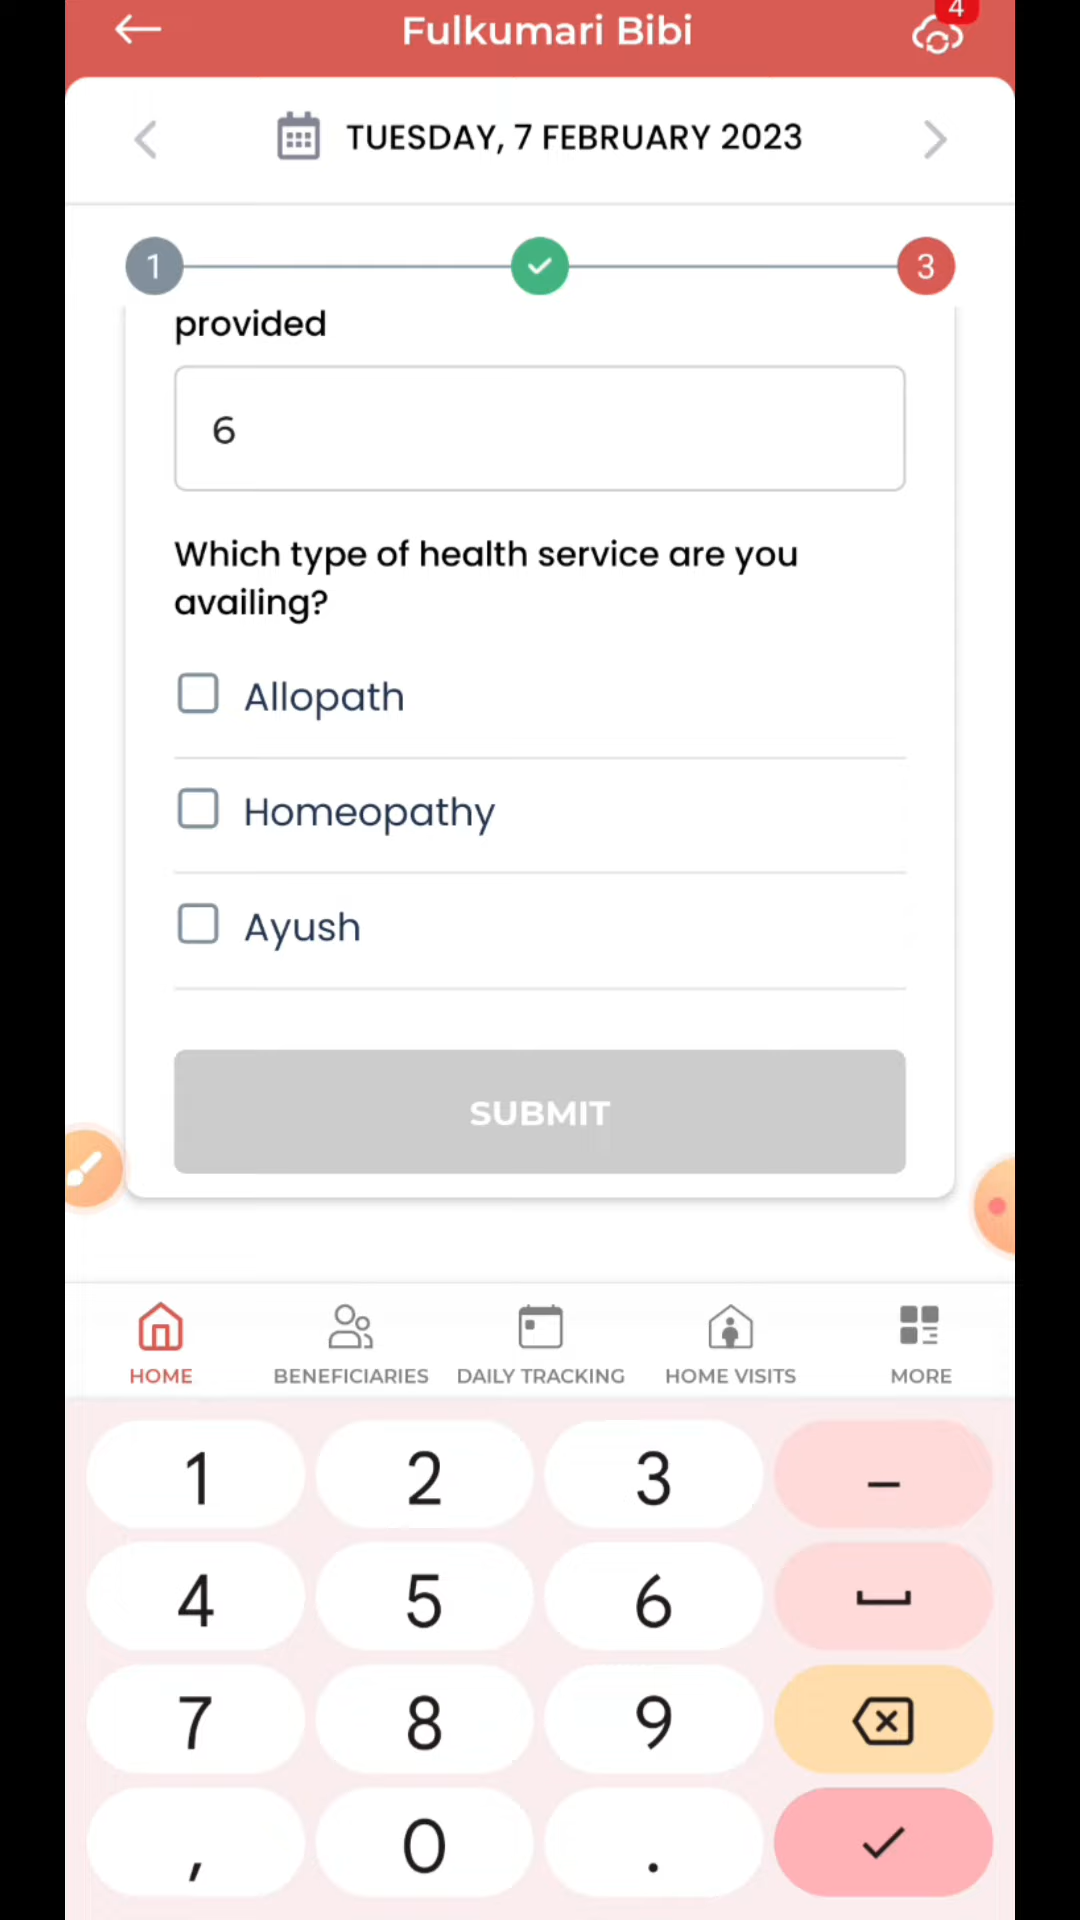 Fulkumari Bibi
4
TUESDAY, 7 FEBRUARY 2023
1
3
provided
6
Which type of health service are you
availing?
Allopath
Homeopathy
Ayush
SUBMIT
HOME
BENEFICIARIES
DAILY TRACKING
HOME VISITS
MORE
1 2 3 –
4 5 6
7 8 9
, 0 .